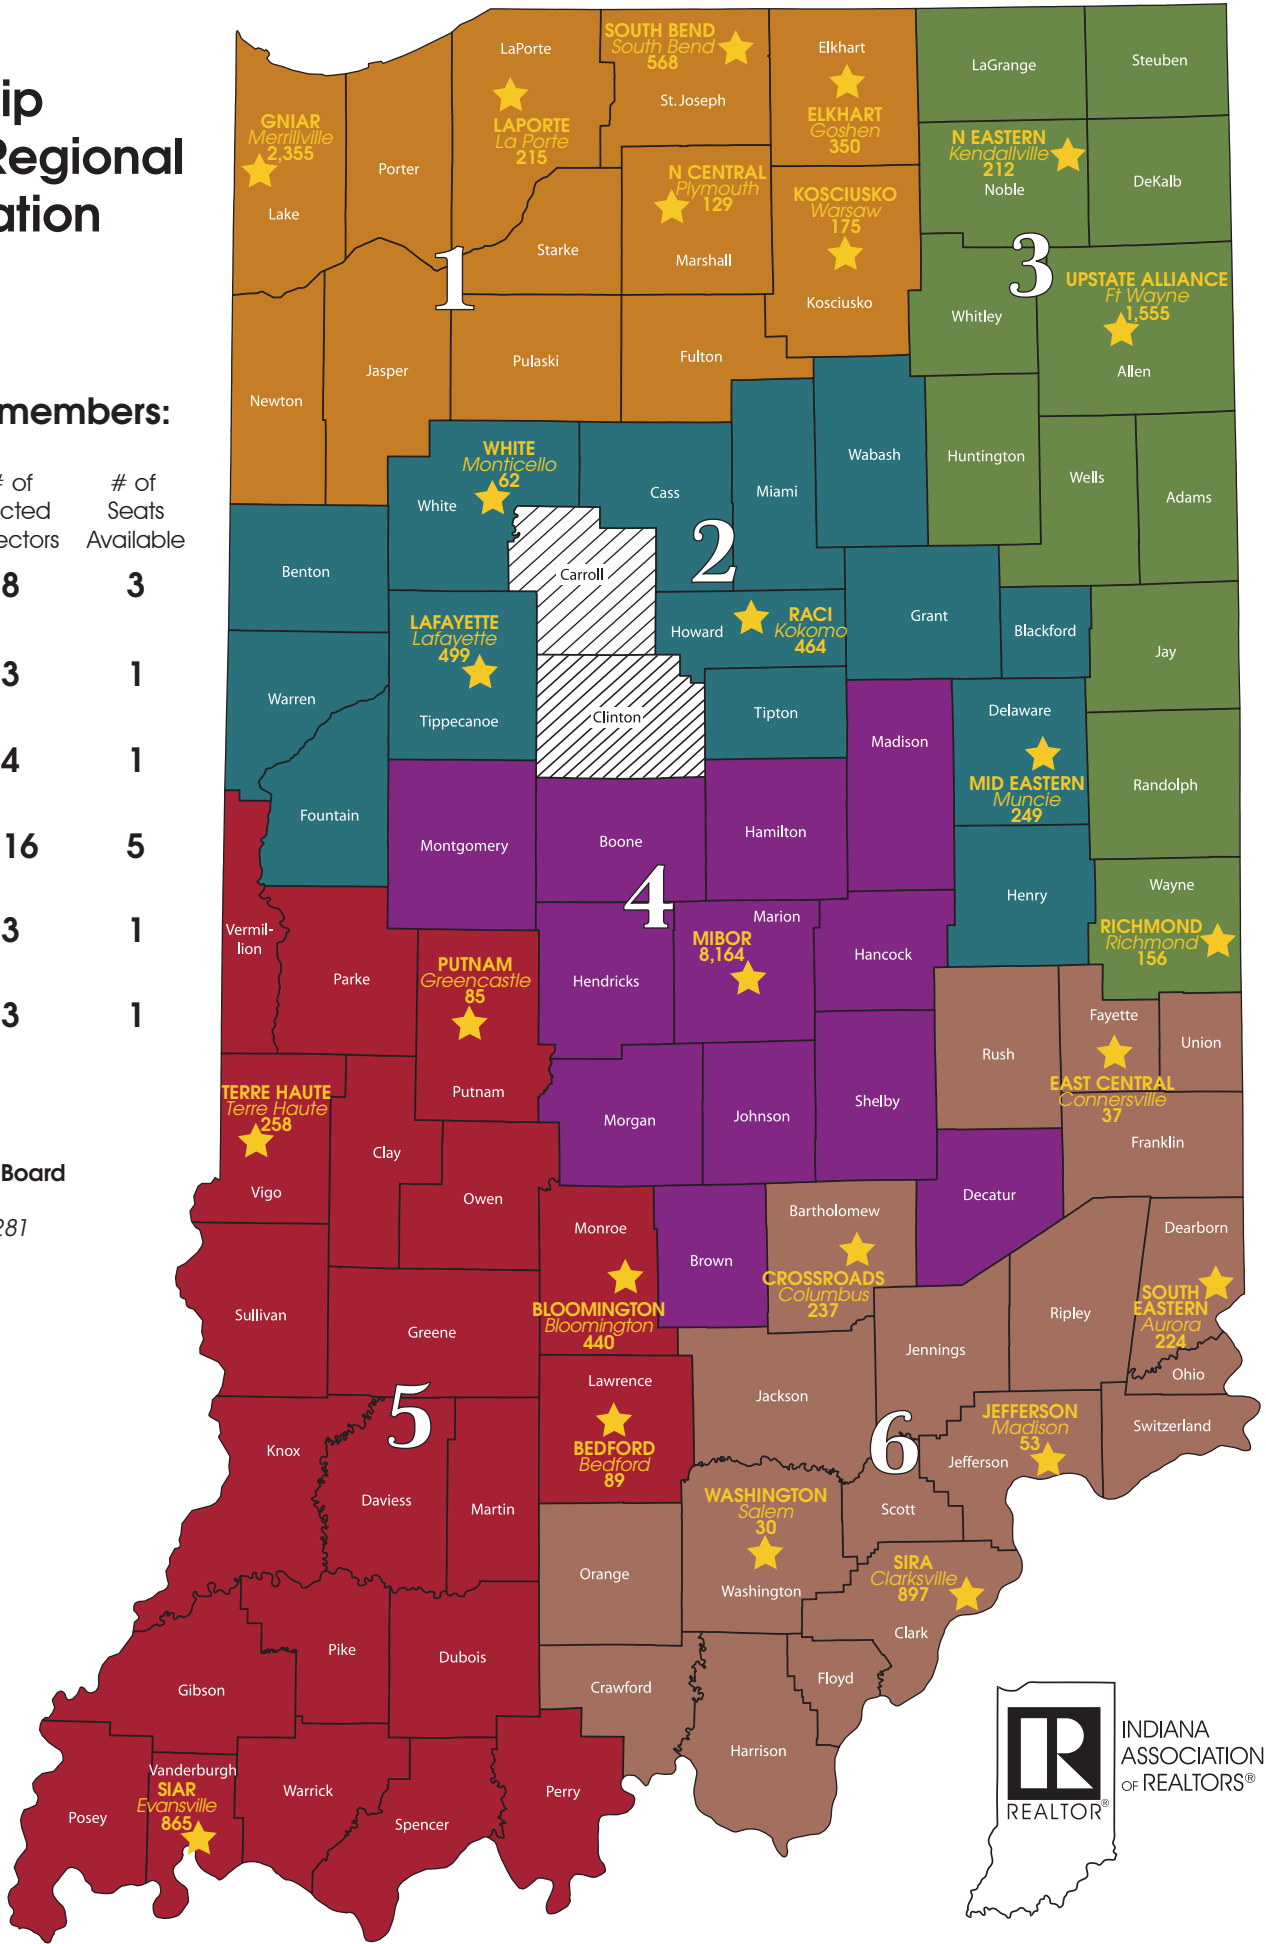 ip
Regional
ation
members:
# of
cted
ectors
# of
Seats
Available
8 3
3 1
4 1
16 5
3 1
3 1
Board
281
LaPorte
LAPORTE
La Porte
215
SOUTH BEND
South Bend
568
St. Joseph
Elkhart
ELKHART
Goshen
350
LaGrange
Steuben
GNIAR
Merrillville
2,355
Lake
Porter
N CENTRAL
Plymouth
129
Marshall
KOSCIUSKO
Warsaw
175
Kosciusko
N EASTERN
Kendallville
212
Noble
DeKalb
Starke
1
3
UPSTATE ALLIANCE
Ft Wayne
1,555
Allen
Whitley
Newton
Jasper
Pulaski
Fulton
WHITE
Monticello
62
White
Cass
Miami
Wabash
Huntington
Wells
Adams
2
Benton
Carroll
LAFAYETTE
Lafayette
499
Tippecanoe
Howard
RACI
Kokomo
464
Grant
Blackford
Jay
Warren
Clinton
Tipton
Madison
Delaware
MID EASTERN
Muncie
249
Randolph
Fountain
Montgomery
Boone
Hamilton
4
Henry
Wayne
RICHMOND
Richmond
156
Vermil-
lion
Parke
PUTNAM
Greencastle
85
Putnam
Hendricks
Marion
MIBOR
8,164
Hancock
Rush
Fayette
EAST CENTRAL
Connersville
37
Union
TERRE HAUTE
Terre Haute
258
Vigo
Clay
Owen
Morgan
Johnson
Shelby
Franklin
Decatur
Monroe
BLOOMINGTON
Bloomington
440
Brown
Bartholomew
CROSSROADS
Columbus
237
Dearborn
SOUTH
EASTERN
Aurora
224
Ohio
Sullivan
Greene
Jennings
Ripley
Lawrence
BEDFORD
Bedford
89
Jackson
5
6
JEFFERSON
Madison
53
Jefferson
Switzerland
Knox
Daviess
Martin
WASHINGTON
Salem
30
Washington
Scott
SIRA
Clarksville
897
Clark
Orange
Pike
Dubois
Gibson
Crawford
Floyd
Harrison
Posey
Vanderburgh
SIAR
Evansville
865
Warrick
Spencer
Perry
R
REALTOR®
INDIANA
ASSOCIATION
OF REALTORS®